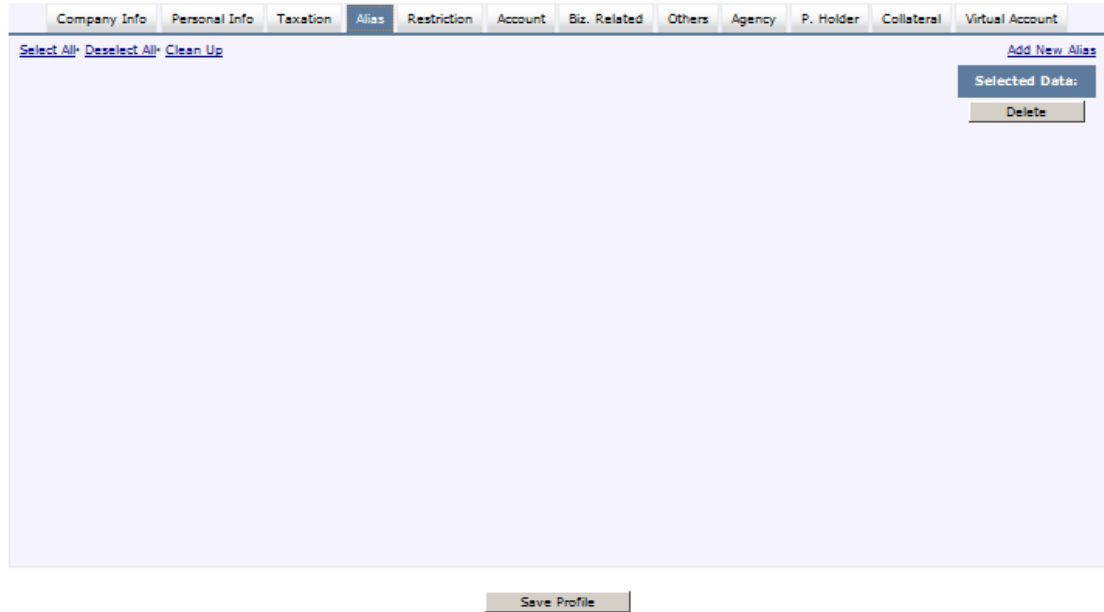 Company Info Personal Info Taxation Alias Restriction Account Biz. Related Others Agency P. Holder Collateral Virtual Account
Select All• Deselect All• Clean Up Add New Alias
Selected Data:
Delete
Save Profile